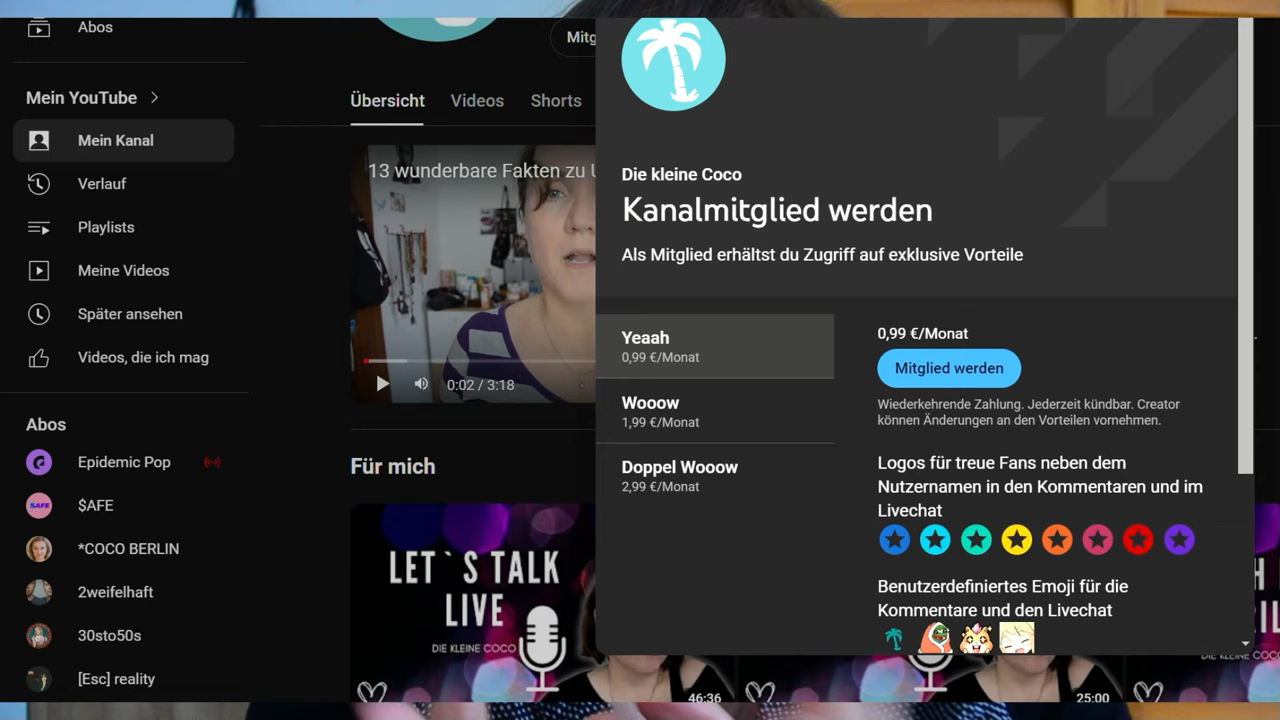 Abos
Mein YouTube
Mein Kanal
Verlauf
Playlists
Meine Videos
Später ansehen
Videos, die ich mag
Abos
Epidemic Pop
SAFE
$AFE
*COCO BERLIN
2weifelhaft
30sto50s
[Esc] reality
Mitg
Übersicht
Videos
Shorts
13 wunderbare Fakten zu U
0:02 / 3:18
Für mich
LET`S TALK
LIVE
DIE KLEINE COCO
46:36
25:00
DIE KLEINE COCO
Die kleine Coco
Kanalmitglied werden
Als Mitglied erhältst du Zugriff auf exklusive Vorteile
Yeaah
0,99 €/Monat
Wooow
1,99 €/Monat
Doppel Wooow
2,99 €/Monat
0,99 €/Monat
Mitglied werden
Wiederkehrende Zahlung. Jederzeit kündbar. Creator
können Änderungen an den Vorteilen vornehmen.
Logos für treue Fans neben dem
Nutzernamen in den Kommentaren und im
Livechat
Benutzerdefiniertes Emoji für die
Kommentare und den Livechat